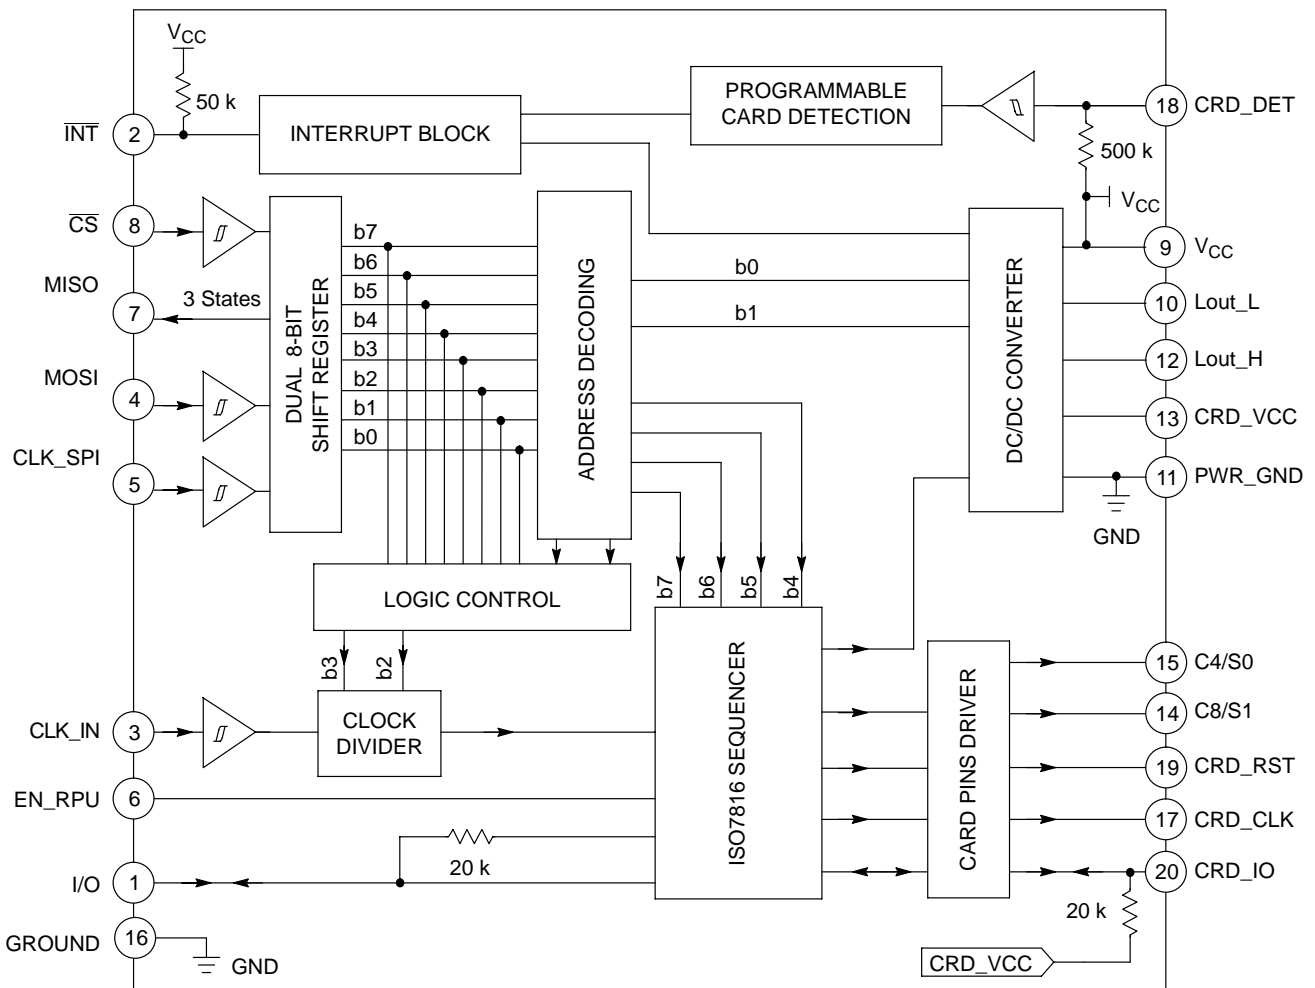 VCC
50 k
INT
2
INTERRUPT BLOCK
PROGRAMMABLE
CARD DETECTION
18
CRD_DET
500 k
VCC
CS
8
MISO
7
3 States
MOSI
4
CLK_SPI
5
DUAL 8-BIT
SHIFT REGISTER
b7
b6
b5
b4
b3
b2
b1
b0
ADDRESS DECODING
b0
b1
DC/DC CONVERTER
9
VCC
10
Lout_L
12
Lout_H
13
CRD_VCC
11
PWR_GND
GND
LOGIC CONTROL
b3
b2
b7
b6
b5
b4
CLK_IN
3
CLOCK
DIVIDER
EN_RPU
6
20 k
I/O
1
GROUND
16
GND
ISO7816 SEQUENCER
CARD PINS DRIVER
15
C4/S0
14
C8/S1
19
CRD_RST
17
CRD_CLK
20
CRD_IO
20 k
CRD_VCC